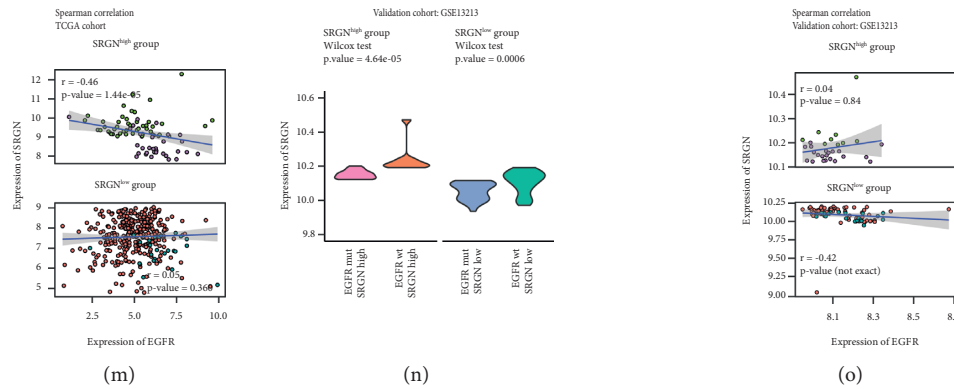 Spearman correlation
TCGA cohort
SRGNhigh group
r = -0.46
p-value = 1.44e-05
12
11
10
9
8
Expression of SRGN
SRGNlow group
9
8
7
6
5
r = 0.05
p-value = 0.366
2.5 5.0 7.5 10.0
Expression of EGFR
(m)
Validation cohort: GSE13213
SRGNhigh group
Wilcox test
p.value = 4.64e-05
SRGNlow group
Wilcox test
p.value = 0.0006
Expression of SRGN
10.6
10.4
10.2
10.0
9.8
EGFR mut
SRGN high
EGFR wt
SRGN high
EGFR mut
SRGN low
EGFR wt
SRGN low
(n)
Spearman correlation
Validation cohort: GSE13213
SRGNhigh group
r = 0.04
p-value = 0.84
10.4
10.3
10.2
10.1
Expression of SRGN
SRGNlow group
10.25
10.00
9.75
9.50
9.25
9.00
r = -0.42
p-value (not exact)
8.1 8.3 8.5
Expression of EGFR
(o)